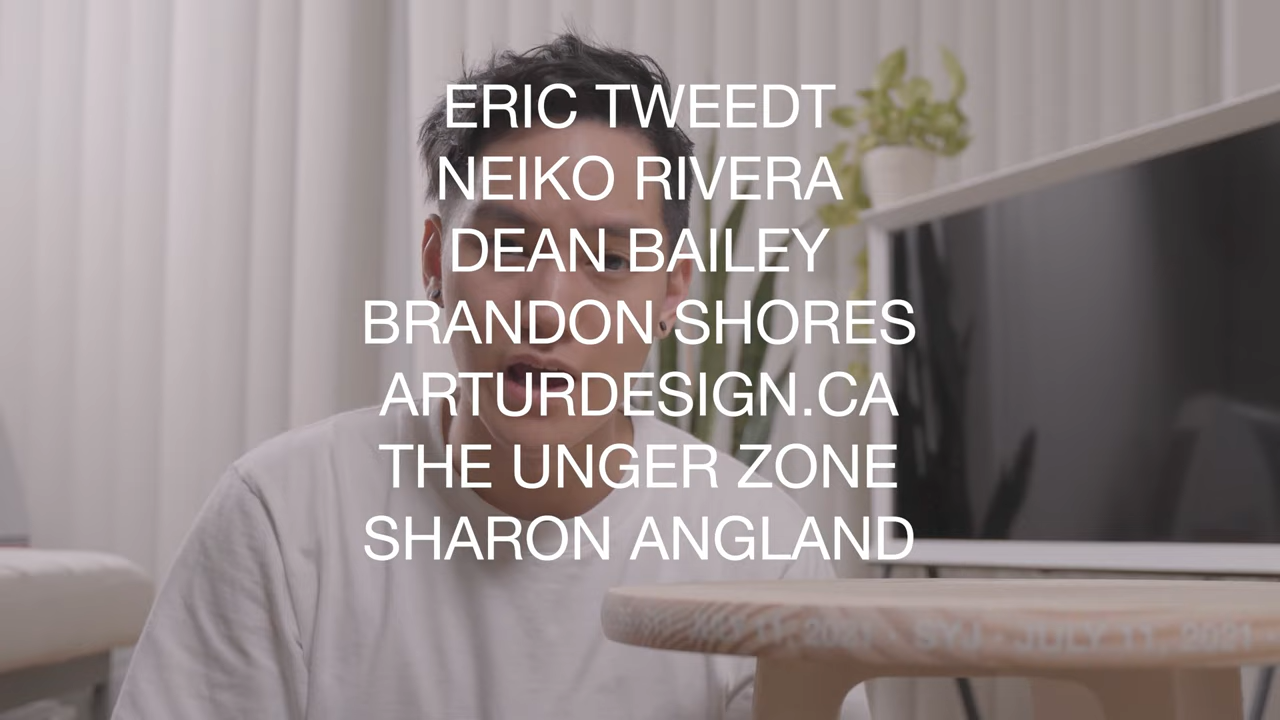 ERIC TWEEDT
NEIKO RIVERA
DEAN BAILEY
BRANDON SHORES
ARTURDESIGN.CA
THE UNGER ZONE
SHARON ANGLAND
2021 · SYJ · JULY 11, 2021